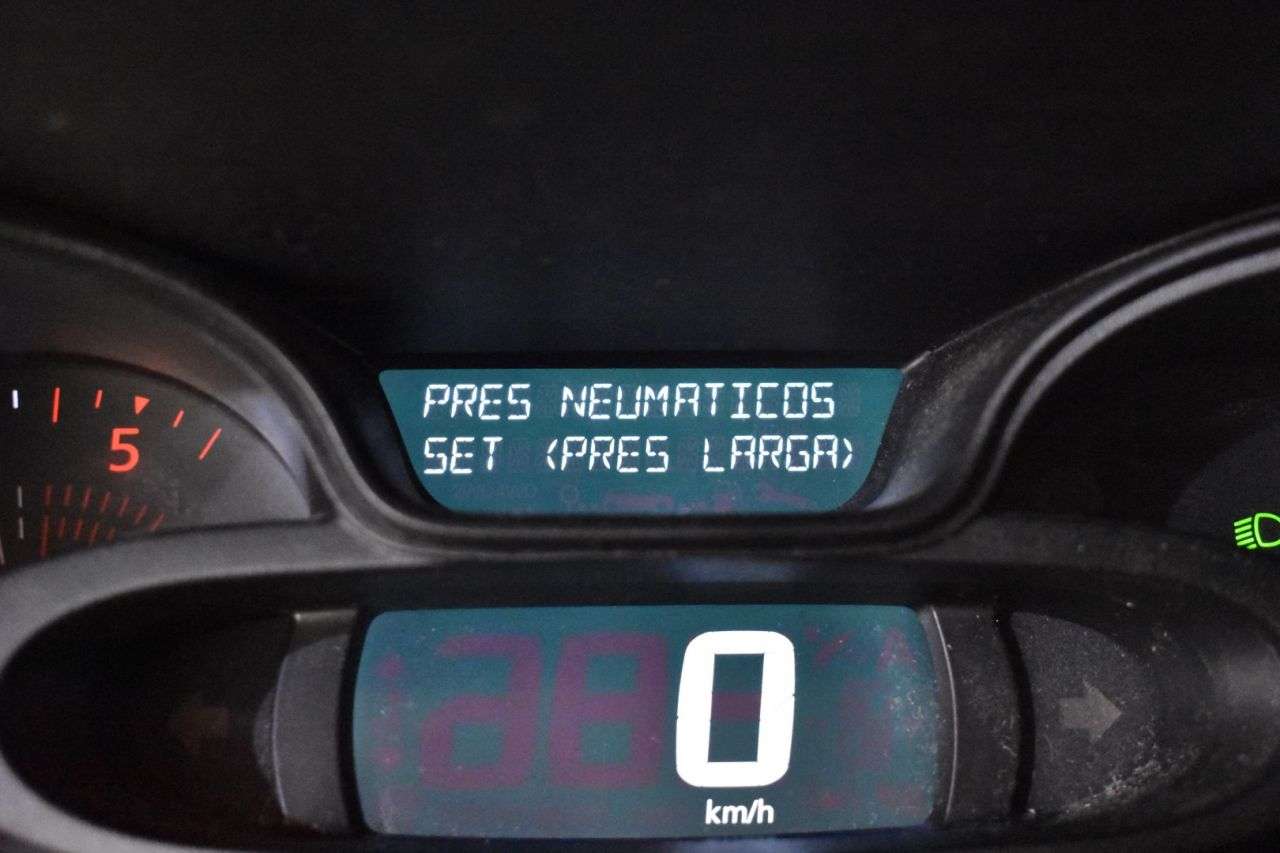 PRES NEUMATICOS
SET (PRES LARGA)
5
0
km/h